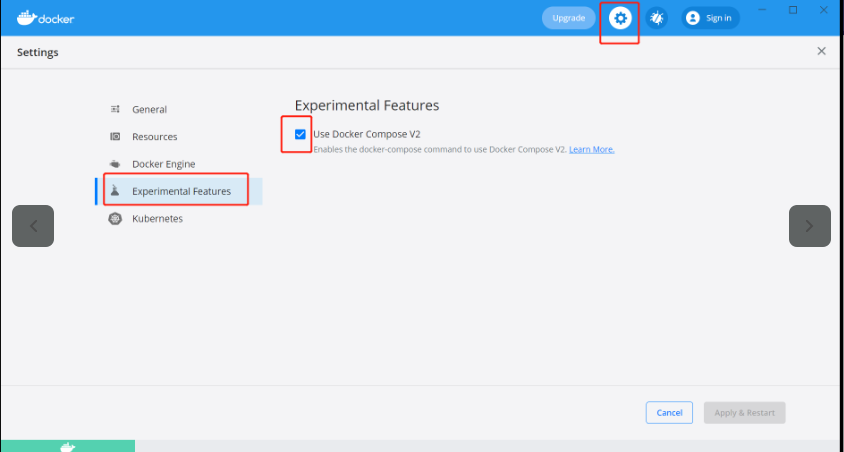 docker
Upgrade
Sign in
Settings
General
Resources
Docker Engine
Experimental Features
Kubernetes
Experimental Features
Use Docker Compose V2
Enables the docker-compose command to use Docker Compose V2. Learn More.
Cancel
Apply & Restart